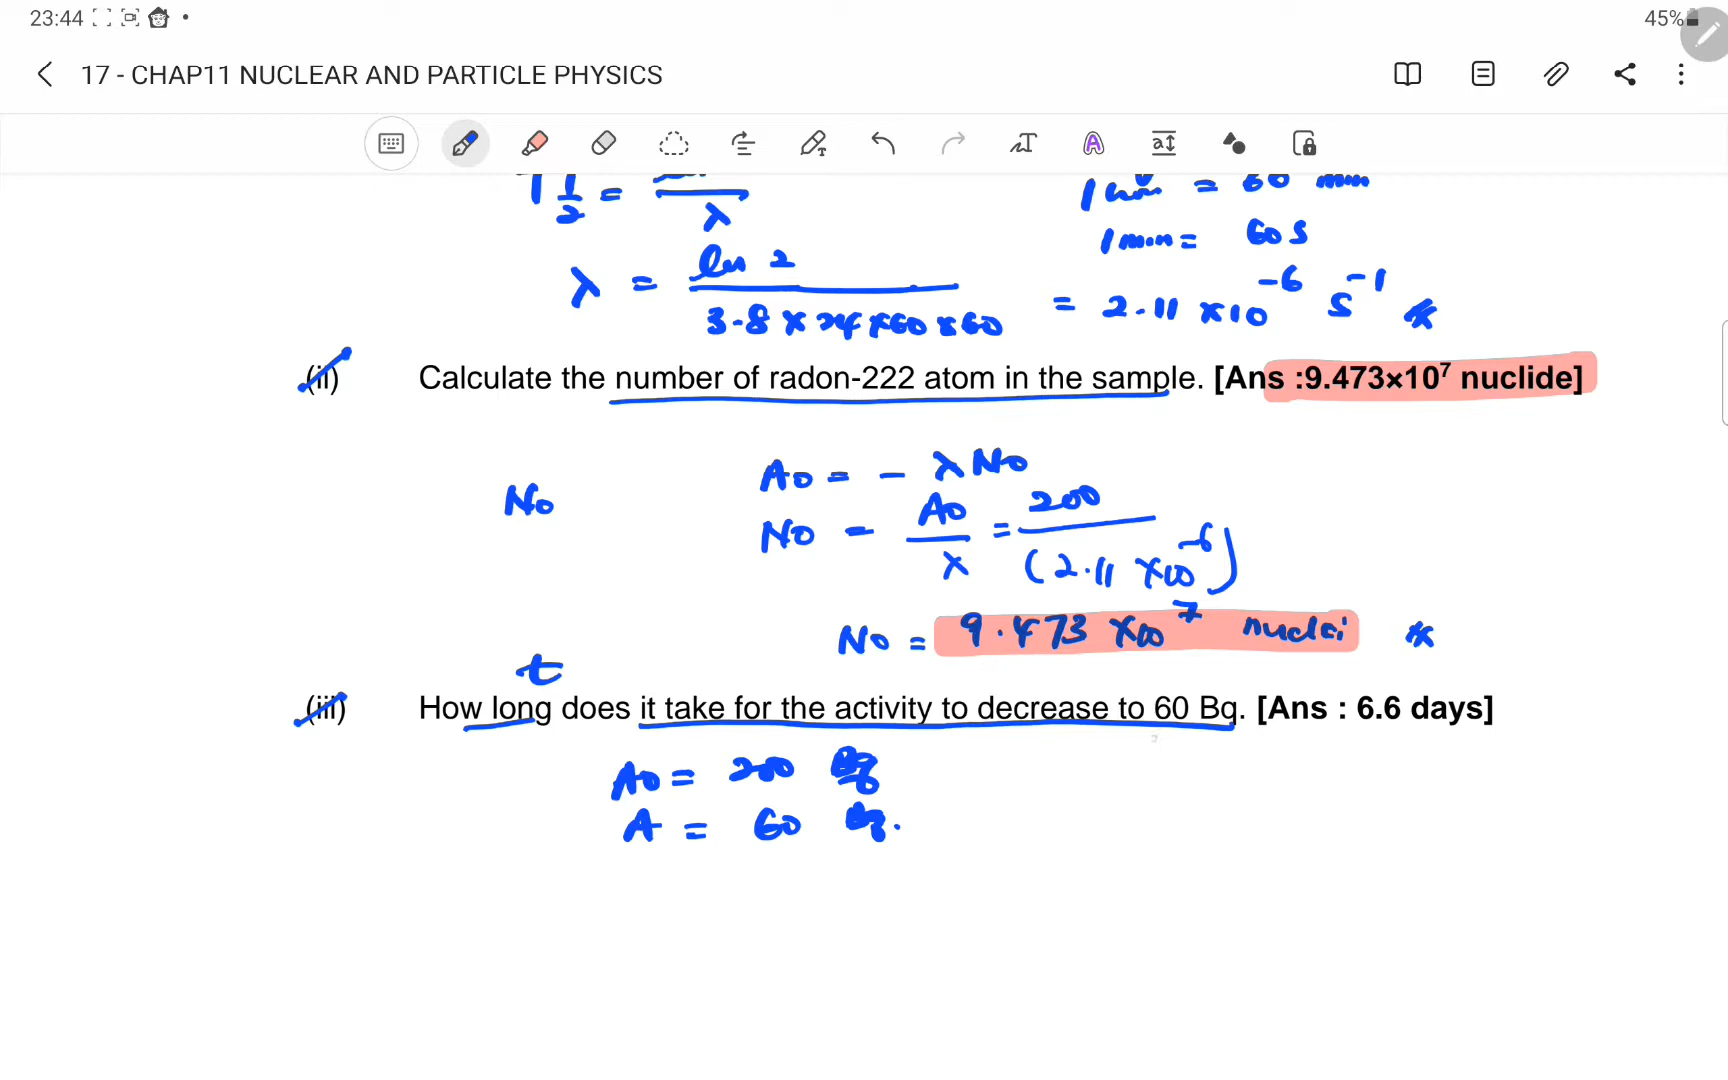 23:44
45%
17 - CHAP11 NUCLEAR AND PARTICLE PHYSICS
T 1/2 = / λ
= 60 min
1 min = 60 s
λ = ln 2 / 3.8 × 24 × 60 × 60 = 2.11 × 10⁻⁶ s⁻¹
(ii) Calculate the number of radon-222 atom in the sample. [Ans :9.473×10⁷ nuclide]
A₀ = - λN₀
N₀
N₀ = A₀ / λ = 200 / (2.11 × 10⁻⁶)
N₀ = 9.473 × 10⁷ nuclei
t
(iii) How long does it take for the activity to decrease to 60 Bq. [Ans : 6.6 days]
A₀ = 200 Bq
A = 60 Bq.